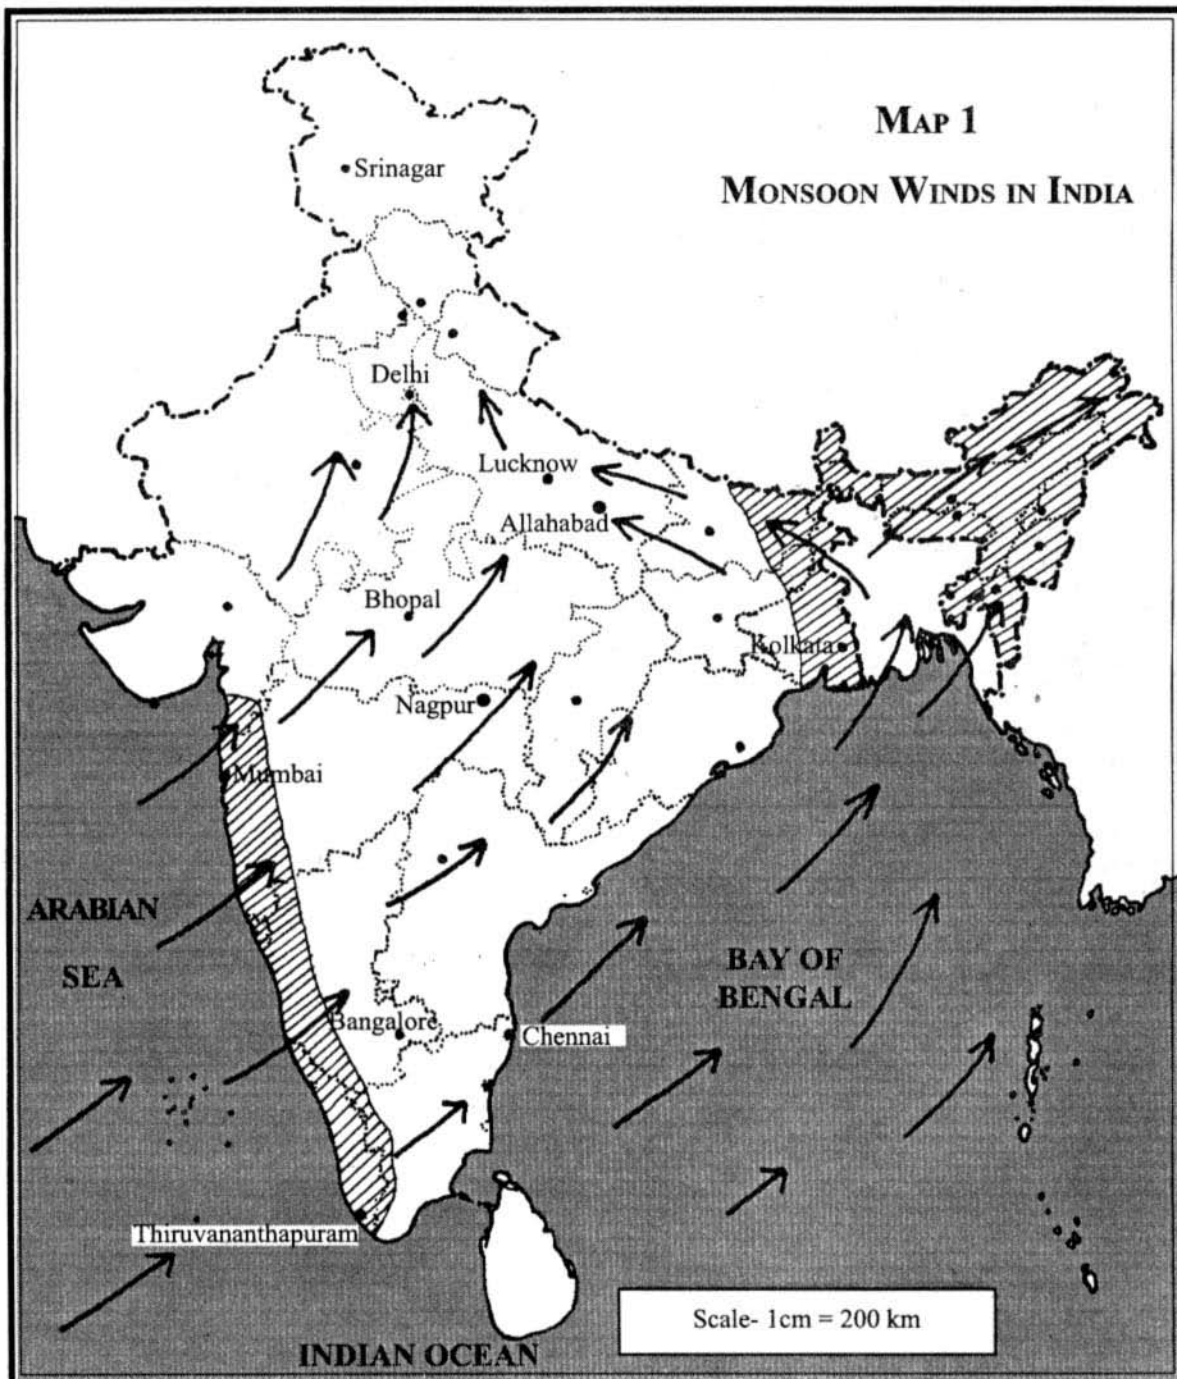 MAP 1
MONSOON WINDS IN INDIA
Srinagar
Delhi
Lucknow
Allahabad
Bhopal
Kolkata
Nagpur
Mumbai
ARABIAN
SEA
BAY OF
BENGAL
Bangalore
Chennai
Thiruvananthapuram
Scale- 1cm = 200 km
INDIAN OCEAN